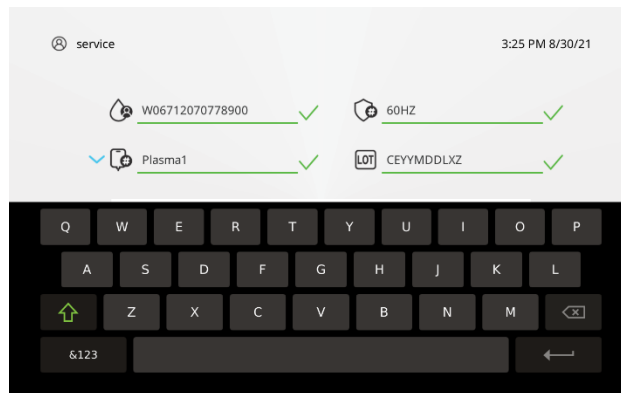 service 3:25 PM 8/30/21
W06712070778900 60HZ
Plasma1 LOT CEYYMDDLXZ
Q W E R T Y U I O P
A S D F G H J K L
Z X C V B N M
&123